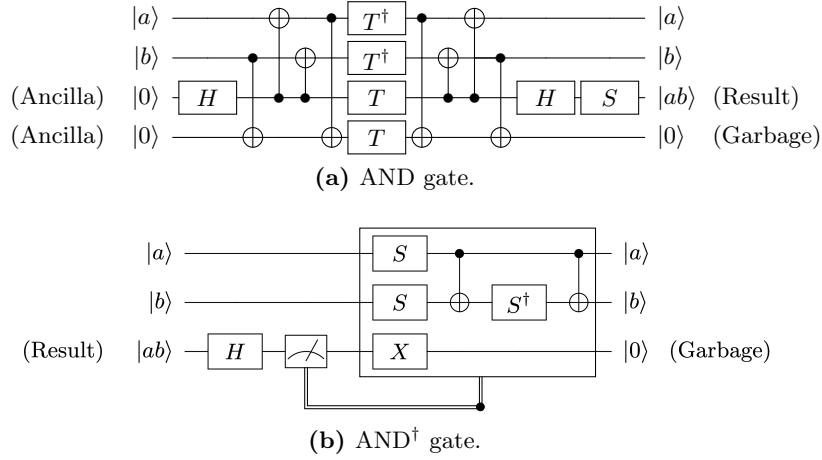 |a⟩ T† |a⟩
|b⟩ T† |b⟩
(Ancilla) |0⟩ H T H S |ab⟩ (Result)
(Ancilla) |0⟩ T |0⟩ (Garbage)
(a) AND gate.
|a⟩ S |a⟩
|b⟩ S S† |b⟩
(Result) |ab⟩ H X |0⟩ (Garbage)
(b) AND† gate.